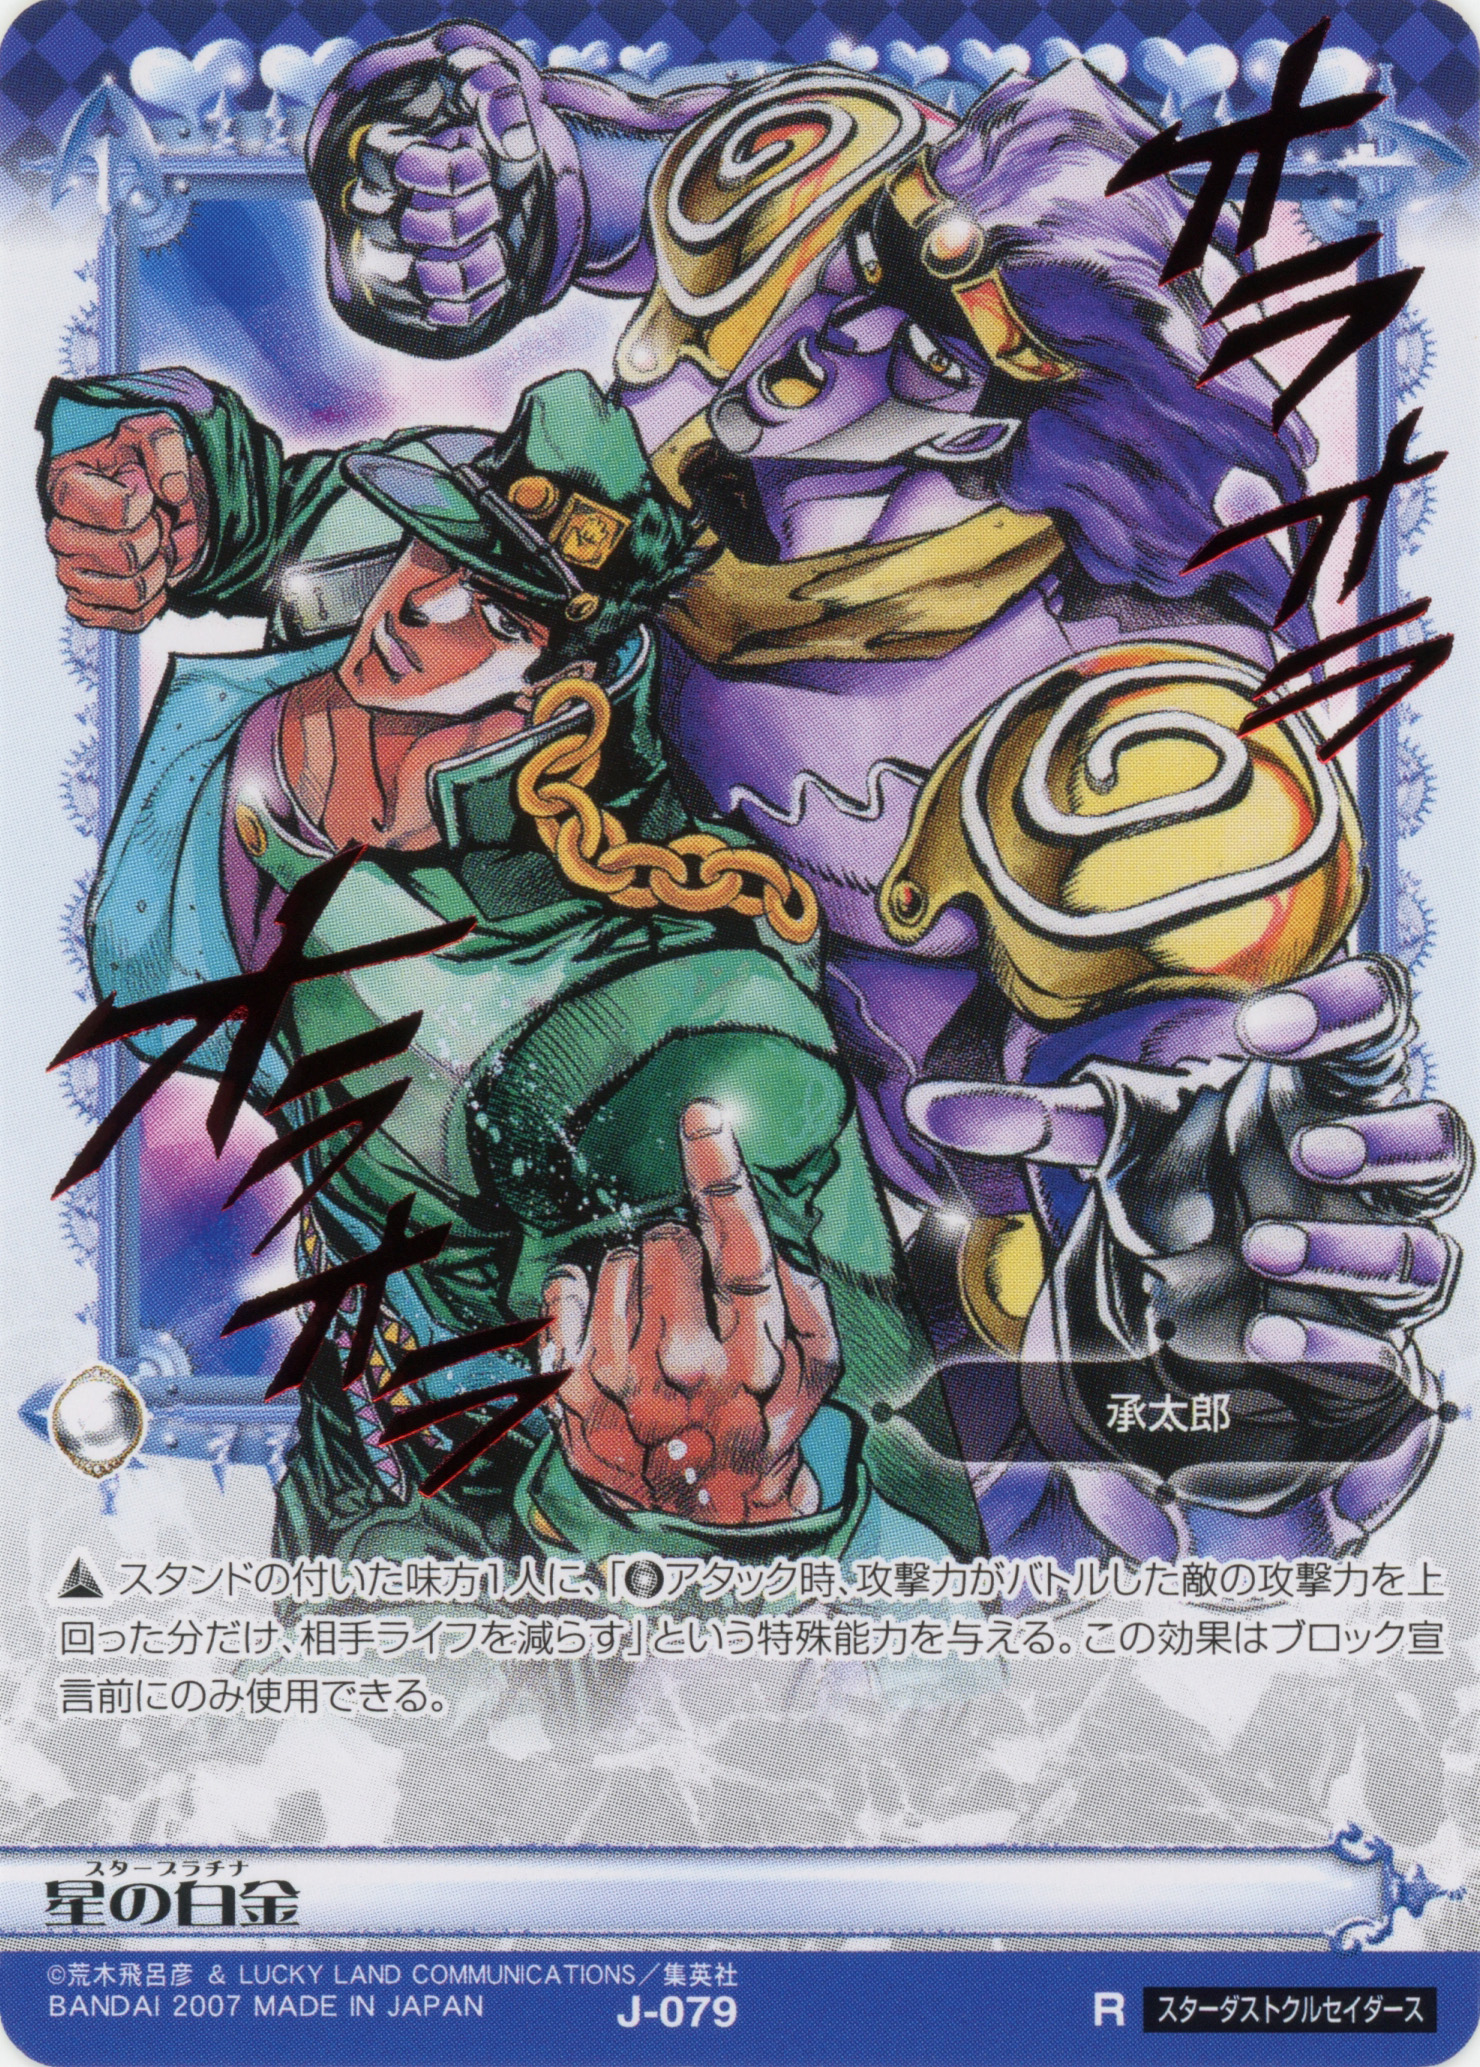 オラオラ
オラオラ
承太郎
スタンドの付いた味方1人に、「アタック時、攻撃力がバトルした敵の攻撃力を上
回った分だけ、相手ライフを減らす」という特殊能力を与える。この効果はブロック宣
言前にのみ使用できる。
スタープラチナ
星の白金
©荒木飛呂彦 & LUCKY LAND COMMUNICATIONS／集英社
BANDAI 2007 MADE IN JAPAN
J-079
R
スターダストクルセイダース